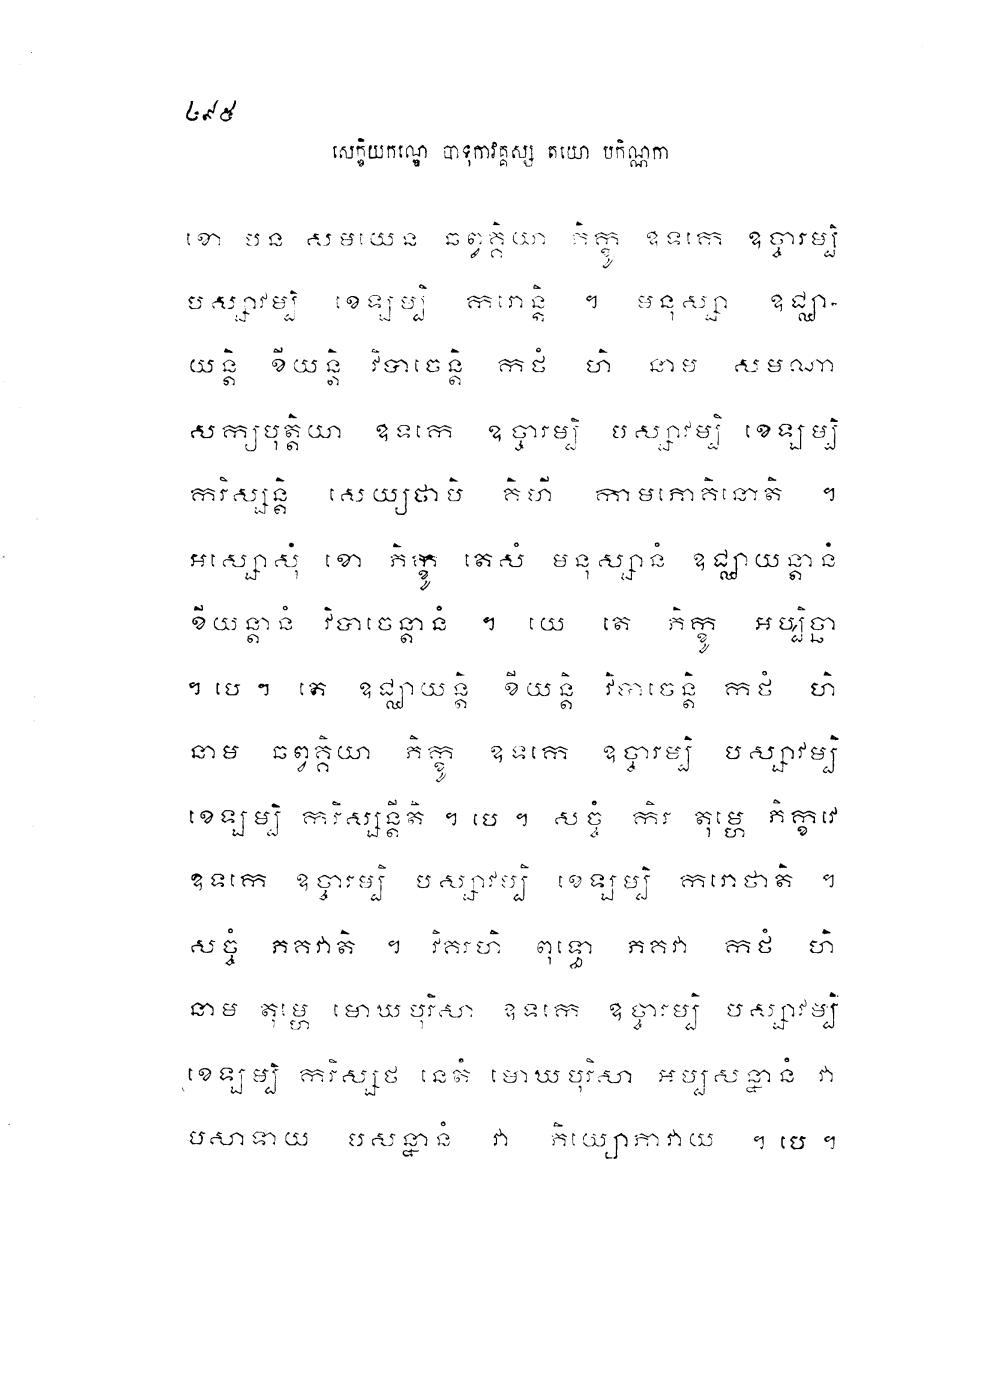 ៤៩៥
សេក្ខិយកណ្ឌេ បាទុកាវគ្គស្ស តយោ បកិណ្ណកា
ខោ បន សមយេន ឆព្វគ្គិយា ភិក្ខូ ឧទកេ ឧច្ចារម្បិ
បស្សាវម្បិ ខេឡម្បិ ករោន្តិ ។ មនុស្សា ឧជ្ឈា-
យន្តិ ខីយន្តិ វិបាចេន្តិ កថំ ហិ នាម សមណា
សក្យបុត្តិយា ឧទកេ ឧច្ចារម្បិ បស្សាវម្បិ ខេឡម្បិ
ករិស្សន្តិ សេយ្យថាបិ គិហី កាមភោគិនោតិ ។
អស្សោសុំ ខោ ភិក្ខូ តេសំ មនុស្សានំ ឧជ្ឈាយន្តានំ
ខីយន្តានំ វិបាចេន្តានំ ។ យេ តេ ភិក្ខូ អប្បិច្ឆា
។ បេ ។ តេ ឧជ្ឈាយន្តិ ខីយន្តិ វិបាចេន្តិ កថំ ហិ
នាម ឆព្វគ្គិយា ភិក្ខូ ឧទកេ ឧច្ចារម្បិ បស្សាវម្បិ
ខេឡម្បិ ករិស្សន្តីតិ ។ បេ ។ សច្ចំ កិរ តុម្ហេ ភិក្ខវេ
ឧទកេ ឧច្ចារម្បិ បស្សាវម្បិ ខេឡម្បិ ករោថាតិ ។
សច្ចំ ភគវាតិ ។ វិគរហិ ពុទ្ធោ ភគវា កថំ ហិ
នាម តុម្ហេ មោឃបុរិសា ឧទកេ ឧច្ចារម្បិ បស្សាវម្បិ
ខេឡម្បិ ករិស្សថ នេតំ មោឃបុរិសា អប្បសន្នានំ វា
បសាទាយ បសន្នានំ វា ភិយ្យោភាវាយ ។ បេ ។